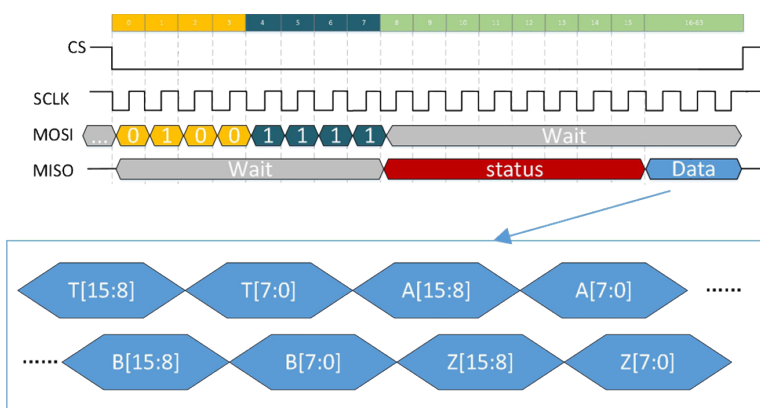 0 1 2 3 4 5 6 7 8 9 10 11 12 13 14 15 16-63
CS
SCLK
MOSI ... 0 1 0 0 1 1 1 1 Wait
MISO Wait status Data
T[15:8] T[7:0] A[15:8] A[7:0] ......
...... B[15:8] B[7:0] Z[15:8] Z[7:0]